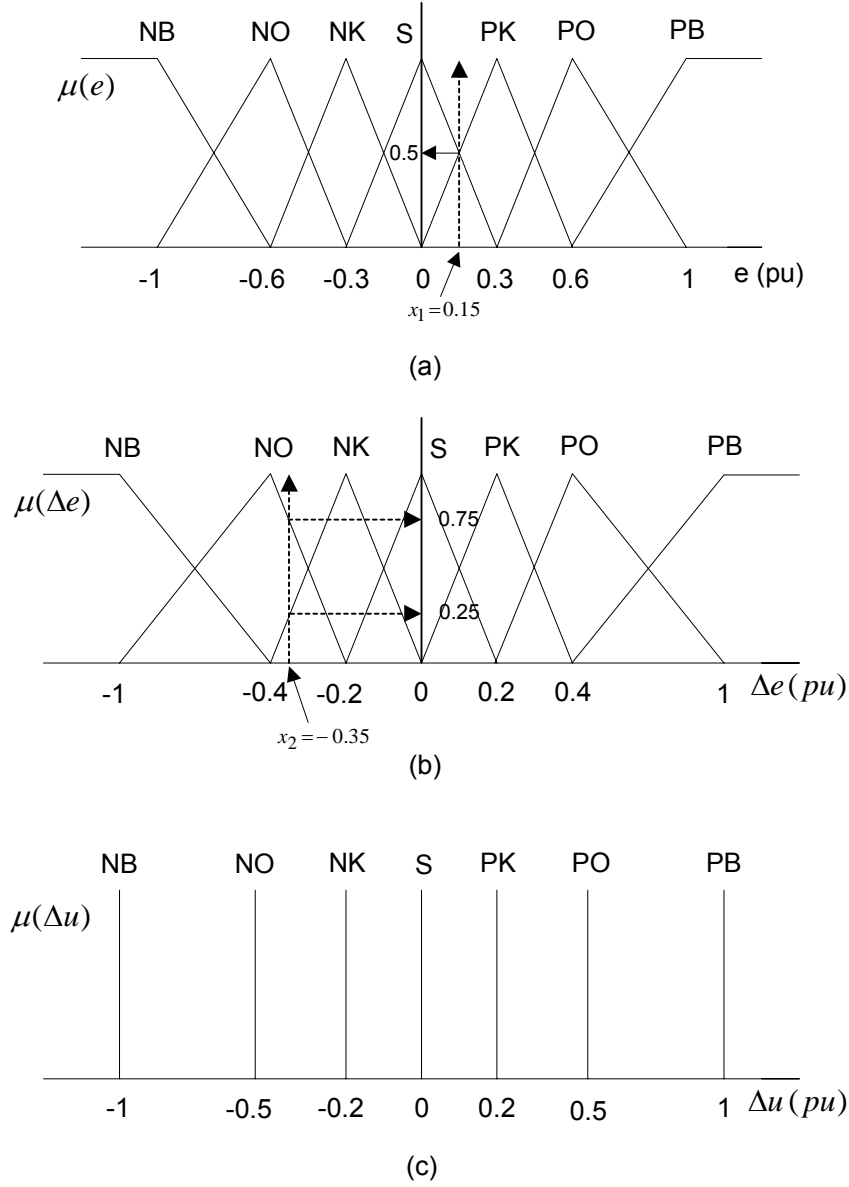 NB NO NK S PK PO PB
μ(e)
0.5
-1 -0.6 -0.3 0 0.3 0.6 1 e (pu)
x₁=0.15
(a)
NB NO NK S PK PO PB
μ(Δe)
0.75
0.25
-1 -0.4 -0.2 0 0.2 0.4 1 Δe(pu)
x₂=−0.35
(b)
NB NO NK S PK PO PB
μ(Δu)
-1 -0.5 -0.2 0 0.2 0.5 1 Δu(pu)
(c)